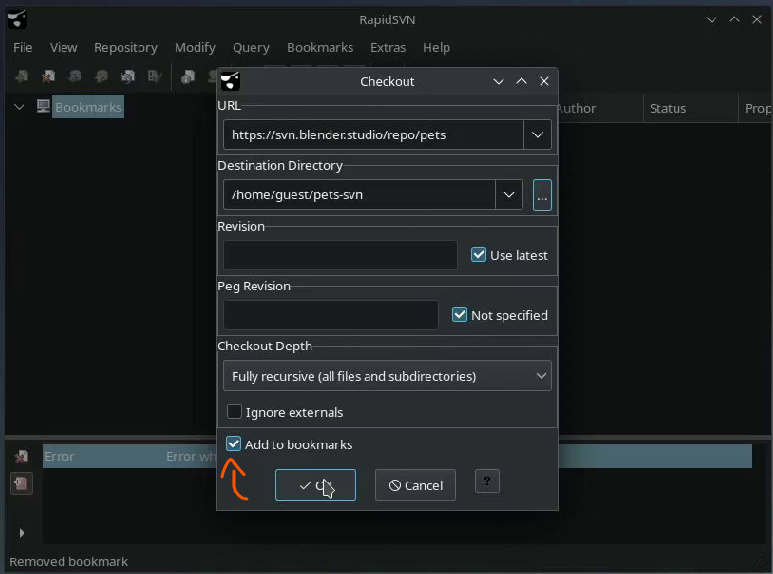 RapidSVN
File View Repository Modify Query Bookmarks Extras Help
Checkout
Bookmarks
Author Status Prop
URL
https://svn.blender.studio/repo/pets
Destination Directory
/home/guest/pets-svn
...
Revision
Use latest
Peg Revision
Not specified
Checkout Depth
Fully recursive (all files and subdirectories)
Ignore externals
Add to bookmarks
Error Error
Cancel ?
Removed bookmark